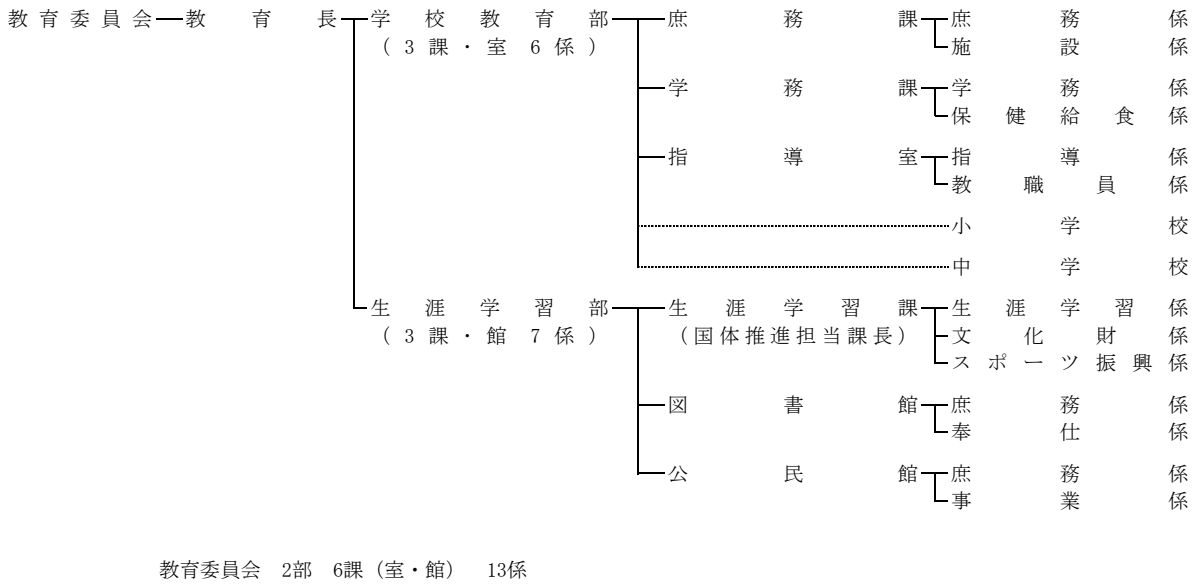 教育委員会 教育長 学校教育部 庶務課 庶務係
(3課・室 6係) 施設係
学務課 学務係
保健給食係
指導室 指導係
教職員係
小学校
中学校
生涯学習部 生涯学習課 生涯学習係
(3課・館 7係) (国体推進担当課長) 文化財係
スポーツ振興係
図書館 庶務係
奉仕係
公民館 庶務係
事業係
教育委員会 2部 6課(室・館) 13係